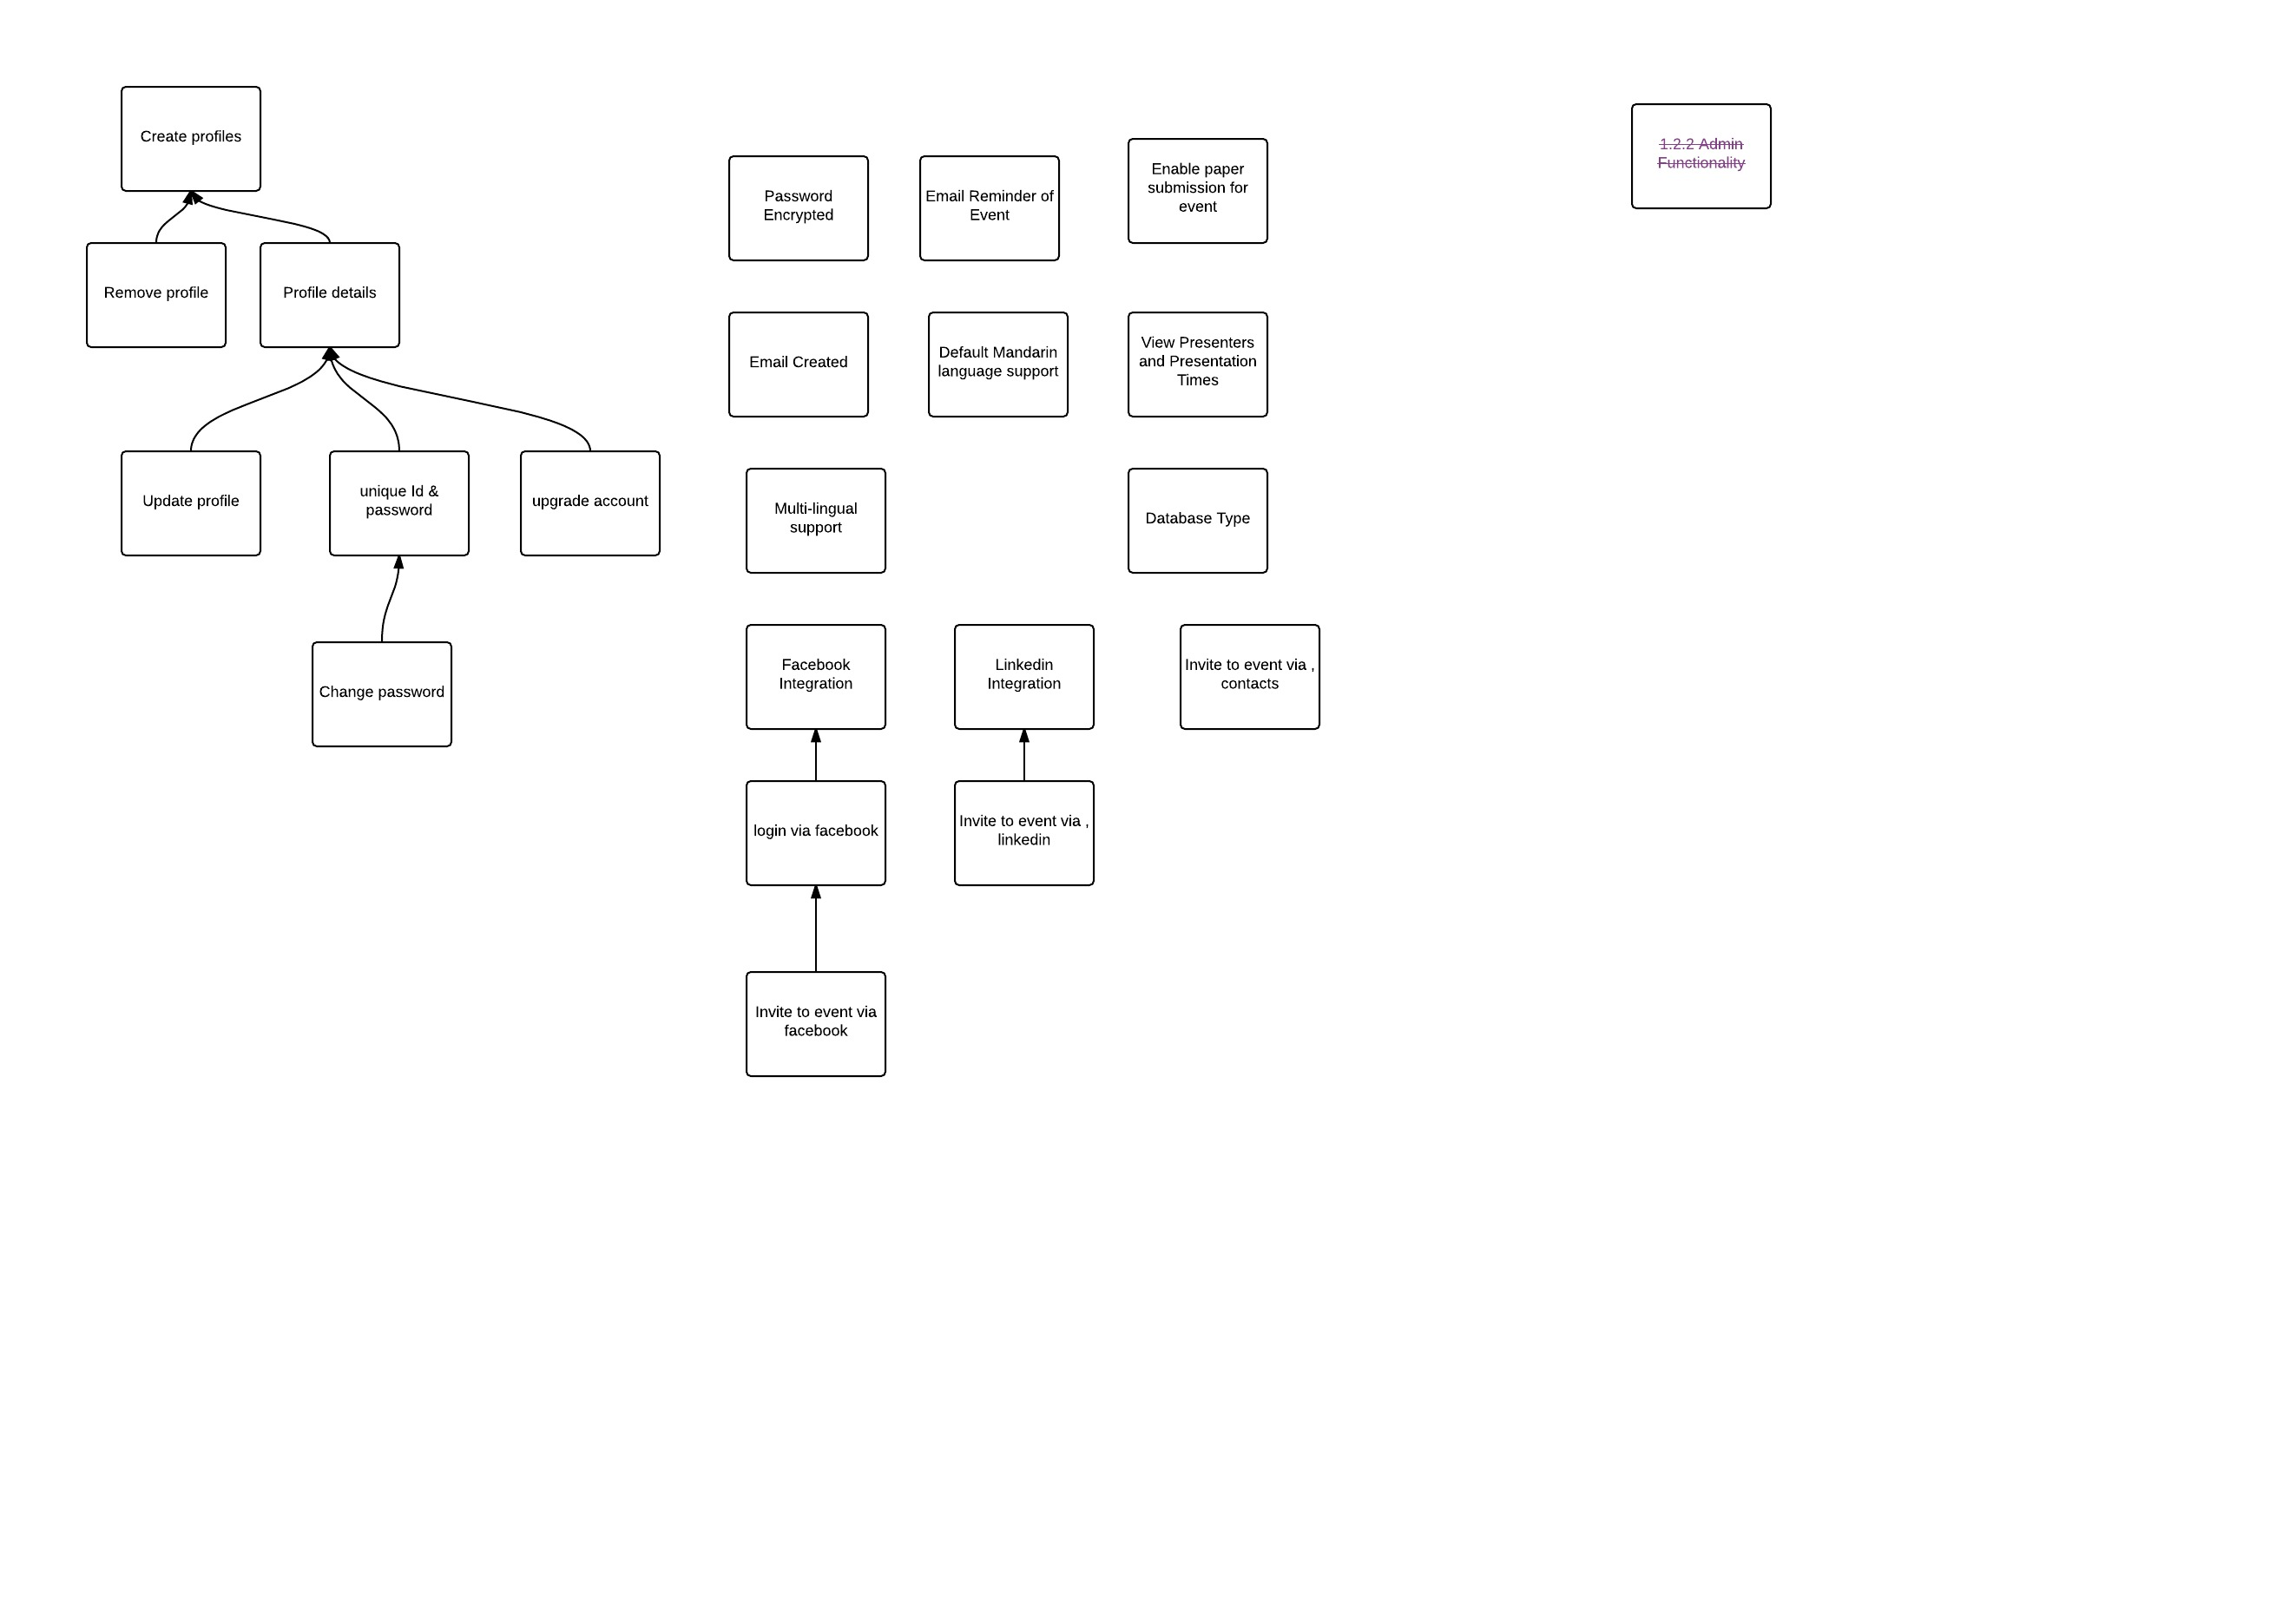 Create profiles
Remove profile
Profile details
Update profile
unique Id &
password
upgrade account
Change password
Password
Encrypted
Email Reminder of
Event
Enable paper
submission for
event
Email Created
Default Mandarin
language support
View Presenters
and Presentation
Times
Multi-lingual
support
Database Type
Facebook
Integration
Linkedin
Integration
Invite to event via ,
contacts
login via facebook
Invite to event via ,
linkedin
Invite to event via
facebook
1.2.2 Admin
Functionality